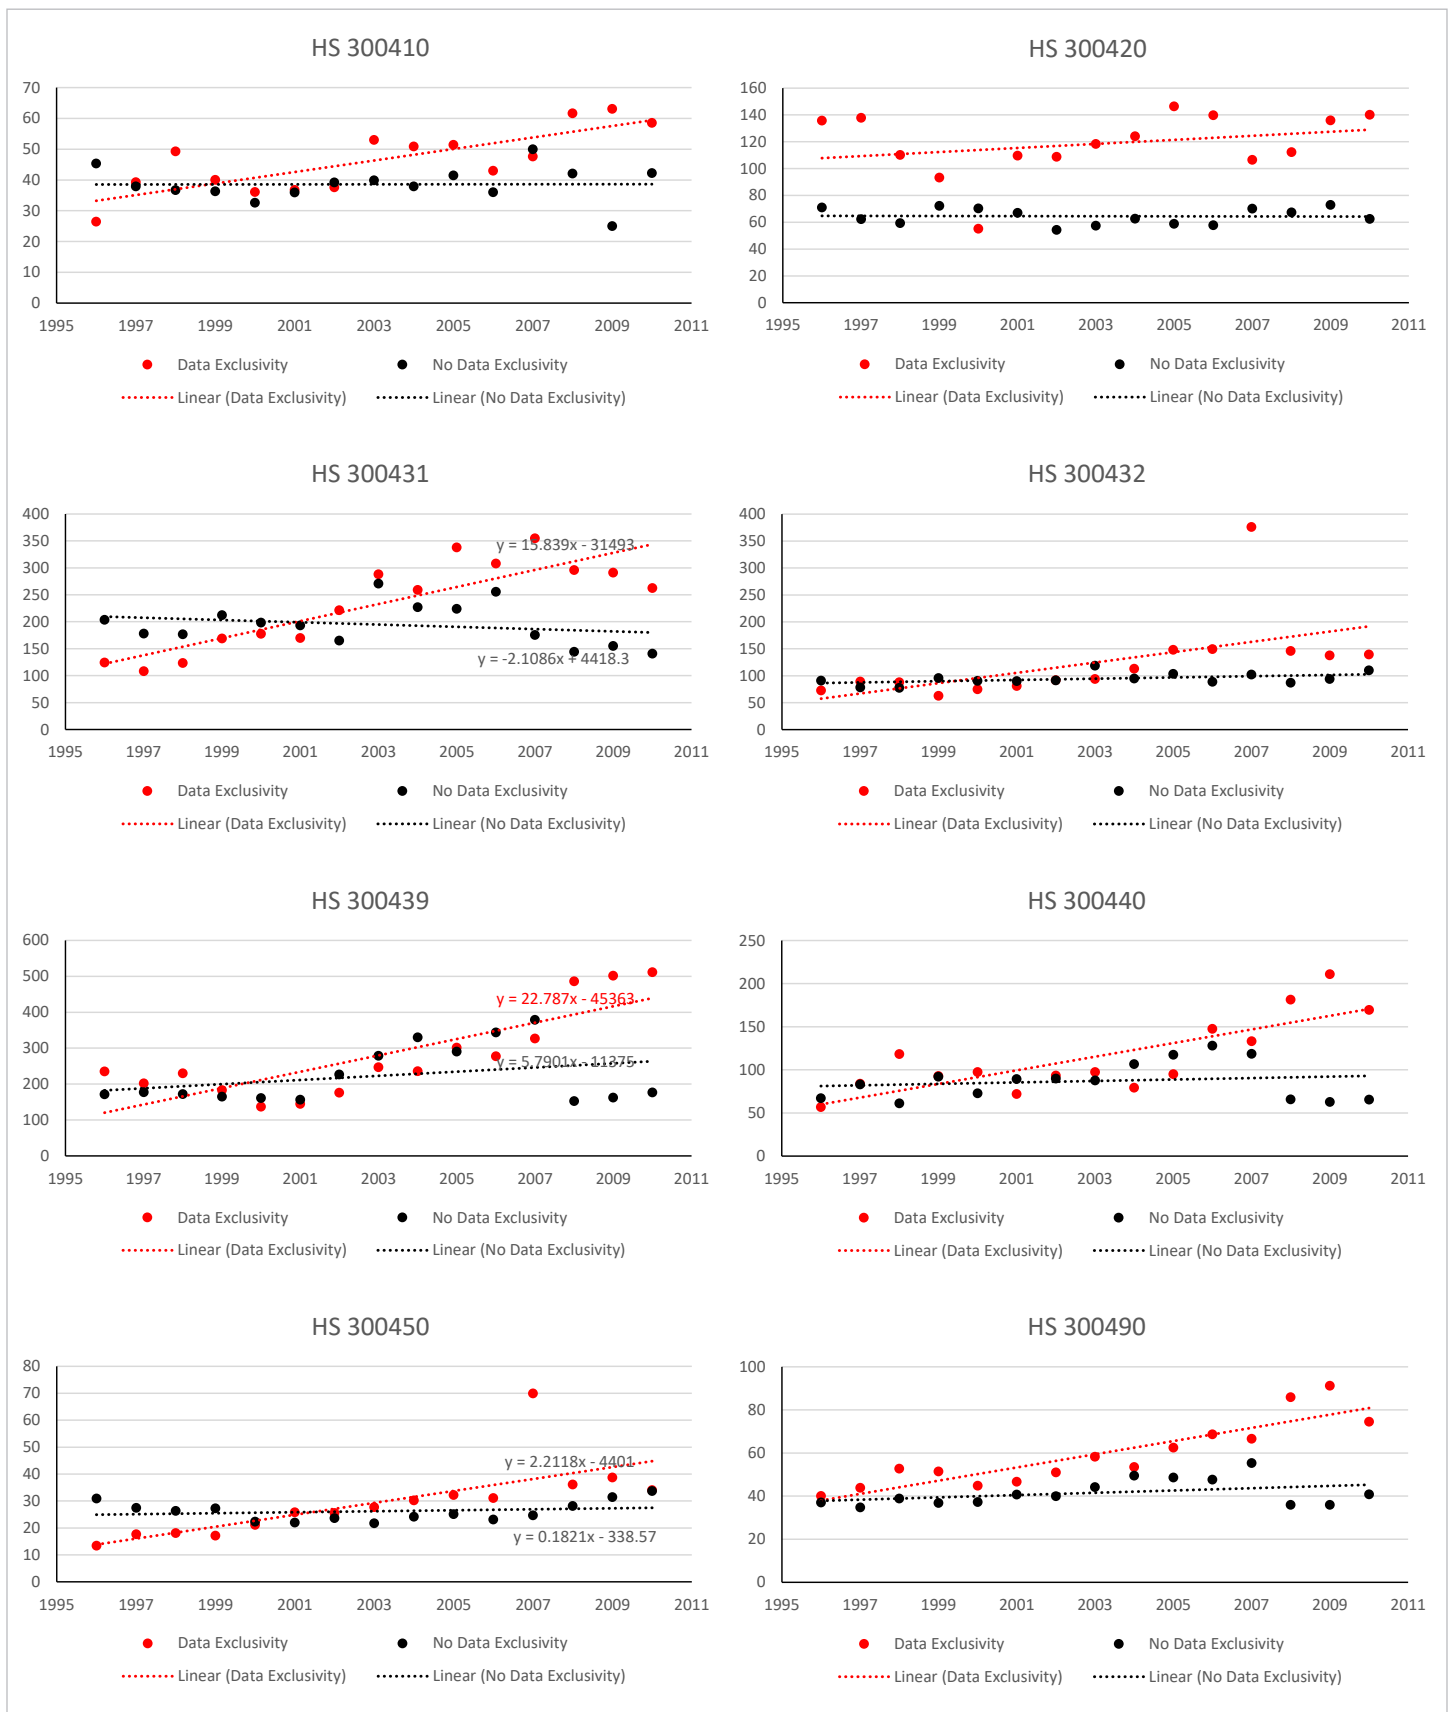 HS 300410
70
60
50
40
30
20
10
0
1995 1997 1999 2001 2003 2005 2007 2009 2011
Data Exclusivity No Data Exclusivity
Linear (Data Exclusivity) Linear (No Data Exclusivity)
HS 300420
160
140
120
100
80
60
40
20
0
1995 1997 1999 2001 2003 2005 2007 2009 2011
Data Exclusivity No Data Exclusivity
Linear (Data Exclusivity) Linear (No Data Exclusivity)
HS 300431
400
350
300
250
200
150
100
50
0
y = 15.839x - 31493
y = -2.1086x + 4418.3
1995 1997 1999 2001 2003 2005 2007 2009 2011
Data Exclusivity No Data Exclusivity
Linear (Data Exclusivity) Linear (No Data Exclusivity)
HS 300432
400
350
300
250
200
150
100
50
0
1995 1997 1999 2001 2003 2005 2007 2009 2011
Data Exclusivity No Data Exclusivity
Linear (Data Exclusivity) Linear (No Data Exclusivity)
HS 300439
600
500
400
300
200
100
0
y = 22.787x - 45363
y = 5.7901x - 11375
1995 1997 1999 2001 2003 2005 2007 2009 2011
Data Exclusivity No Data Exclusivity
Linear (Data Exclusivity) Linear (No Data Exclusivity)
HS 300440
250
200
150
100
50
0
1995 1997 1999 2001 2003 2005 2007 2009 2011
Data Exclusivity No Data Exclusivity
Linear (Data Exclusivity) Linear (No Data Exclusivity)
HS 300450
80
70
60
50
40
30
20
10
0
y = 2.2118x - 4401
y = 0.1821x - 338.57
1995 1997 1999 2001 2003 2005 2007 2009 2011
Data Exclusivity No Data Exclusivity
Linear (Data Exclusivity) Linear (No Data Exclusivity)
HS 300490
100
80
60
40
20
0
1995 1997 1999 2001 2003 2005 2007 2009 2011
Data Exclusivity No Data Exclusivity
Linear (Data Exclusivity) Linear (No Data Exclusivity)